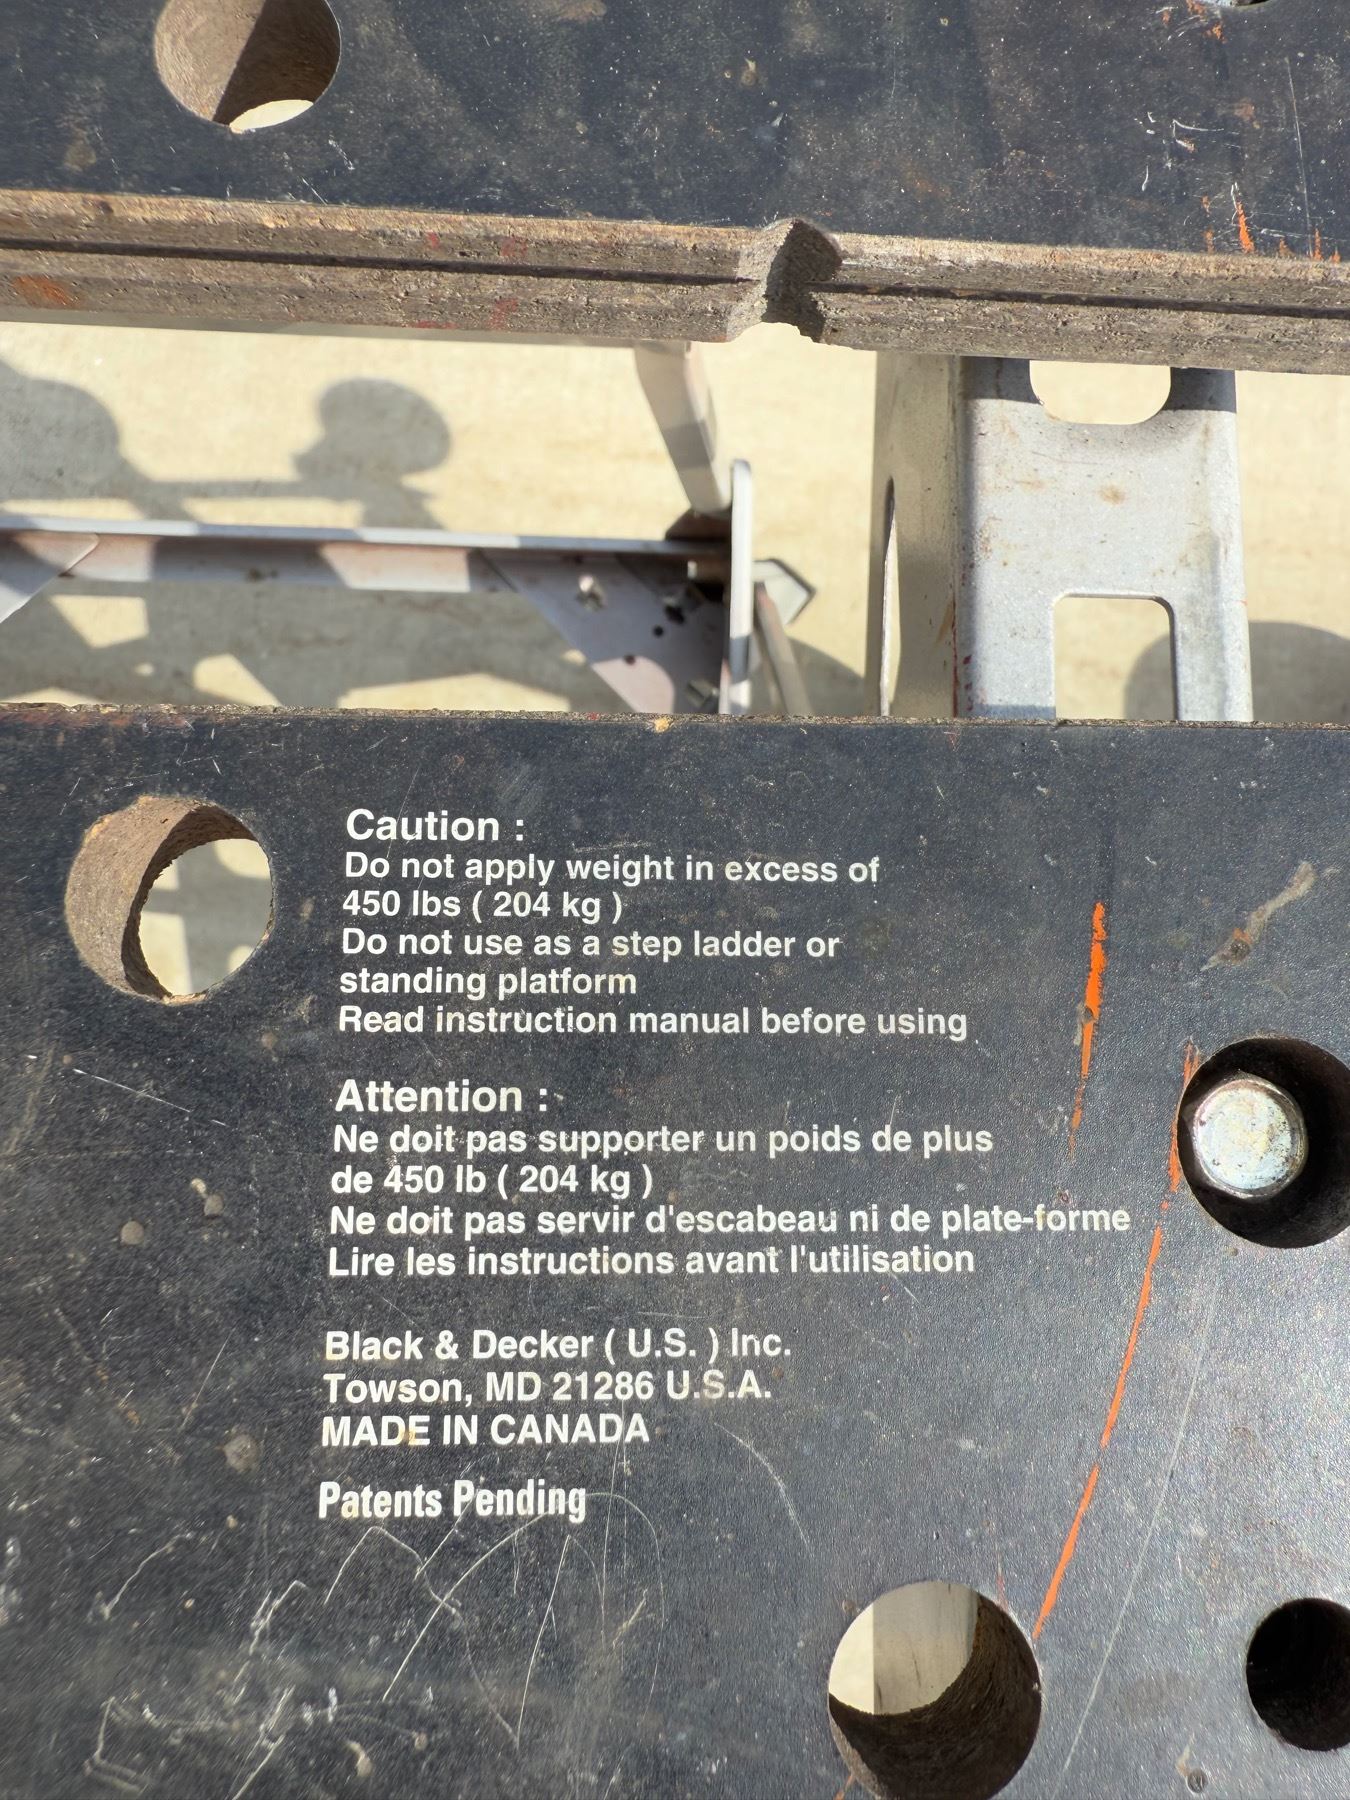 Caution :
Do not apply weight in excess of
450 lbs ( 204 kg )
Do not use as a step ladder or
standing platform
Read instruction manual before using
Attention :
Ne doit pas supporter un poids de plus
de 450 lb ( 204 kg )
Ne doit pas servir d'escabeau ni de plate-forme
Lire les instructions avant l'utilisation
Black & Decker ( U.S. ) Inc.
Towson, MD 21286 U.S.A.
MADE IN CANADA
Patents Pending